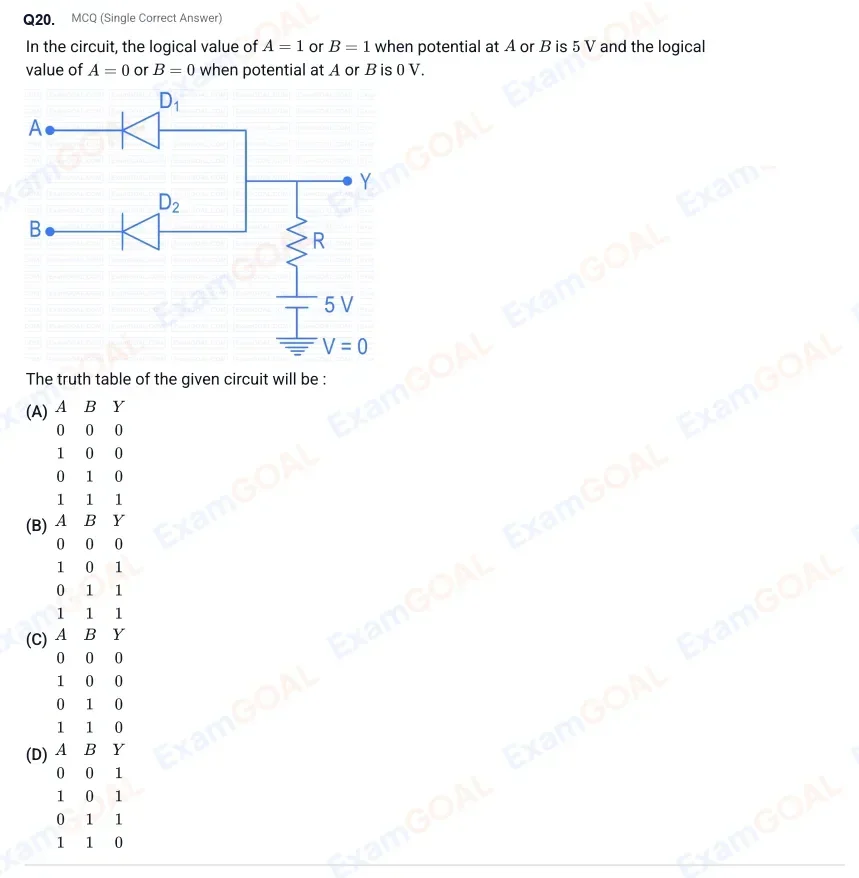 Q20. MCQ (Single Correct Answer)
In the circuit, the logical value of A = 1 or B = 1 when potential at A or B is 5 V and the logical
value of A = 0 or B = 0 when potential at A or B is 0 V.
D₁
A
Y
D₂
B
R
5 V
V = 0
The truth table of the given circuit will be :
(A) A B Y
0 0 0
1 0 0
0 1 0
1 1 1
(B) A B Y
0 0 0
1 0 1
0 1 1
1 1 1
(C) A B Y
0 0 0
1 0 0
0 1 0
1 1 0
(D) A B Y
0 0 1
1 0 1
0 1 1
1 1 0
ExamGOAL